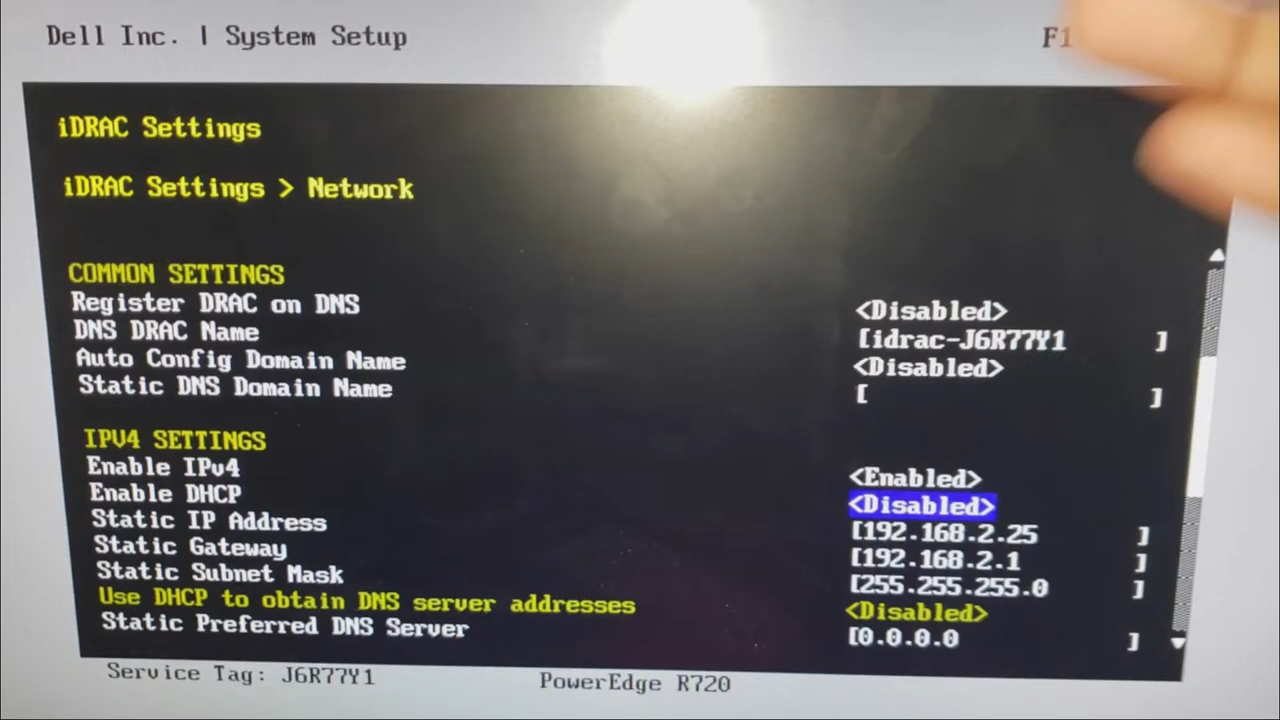 Dell Inc. | System Setup F1
iDRAC Settings
iDRAC Settings > Network
COMMON SETTINGS
Register DRAC on DNS <Disabled>
DNS DRAC Name [idrac-J6R77Y1 ]
Auto Config Domain Name <Disabled>
Static DNS Domain Name [ ]
IPV4 SETTINGS
Enable IPv4 <Enabled>
Enable DHCP <Disabled>
Static IP Address [192.168.2.25 ]
Static Gateway [192.168.2.1 ]
Static Subnet Mask [255.255.255.0 ]
Use DHCP to obtain DNS server addresses <Disabled>
Static Preferred DNS Server [0.0.0.0 ]
Service Tag: J6R77Y1 PowerEdge R720